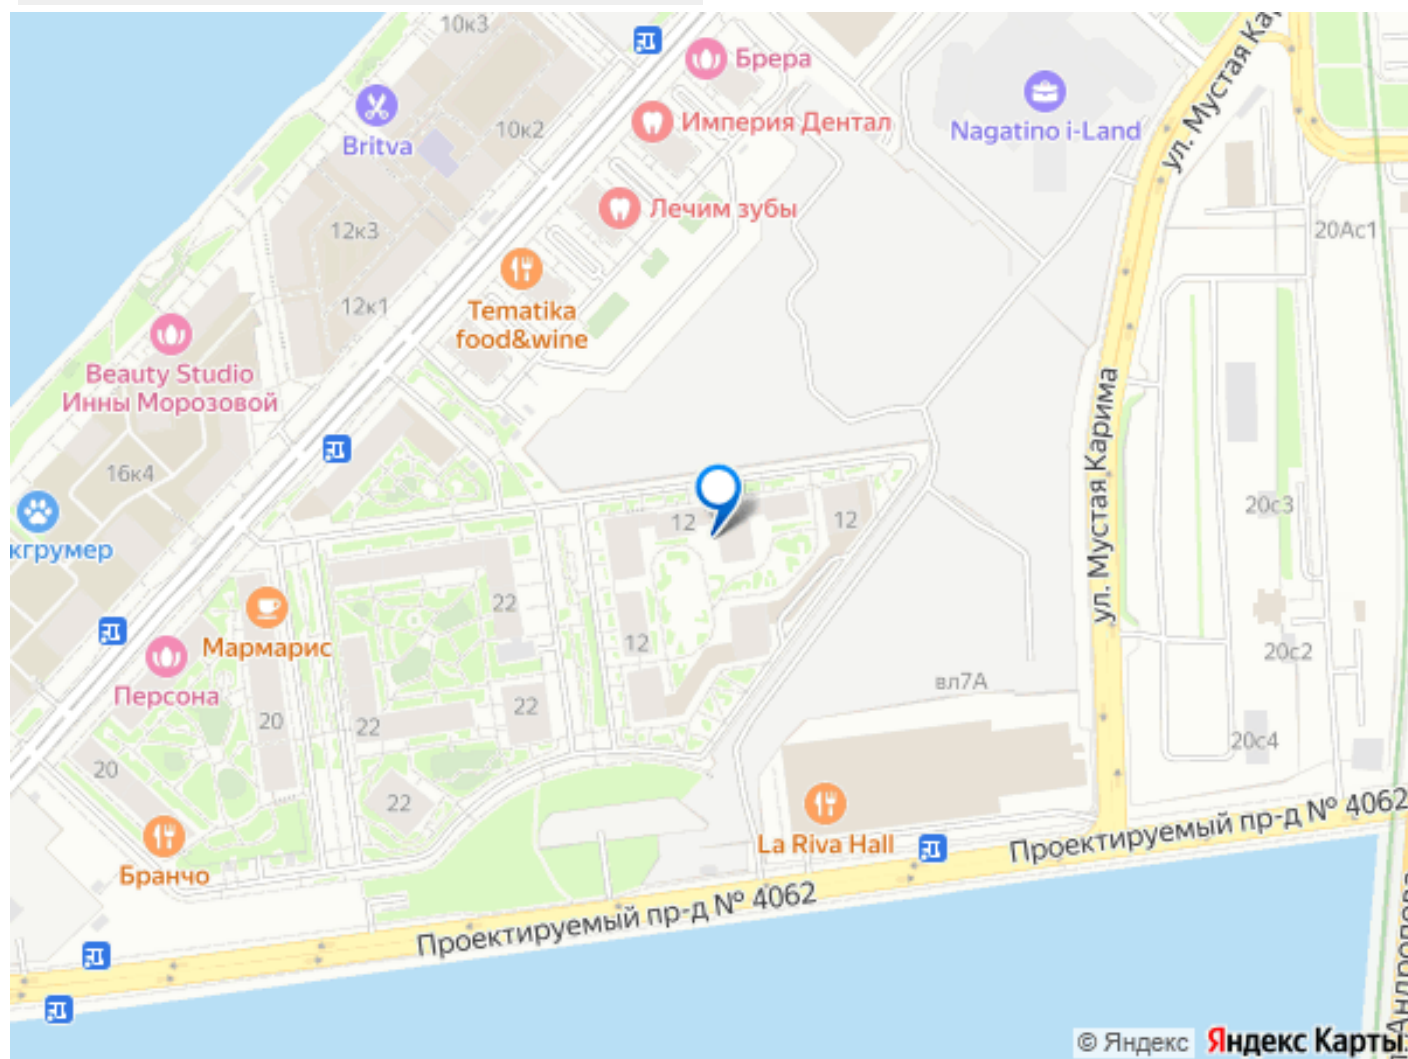 10к3
Брера
Britva
10к2
Империя Дентал
Nagatino i-Land
ул. Мустая Кар
Лечим зубы
12к3
20Ас1
12к1
Tematika
food&wine
Beauty Studio
Инны Морозовой
ул. Мустая Карима
16к4
20с3
12
12
кгрумер
22
Мармарис
12
20с2
Персона
вл7А
22
20
22
20с4
20
22
La Riva Hall
Проектируемый пр-д № 4062
Бранчо
Проектируемый пр-д № 4062
Андропова
© Яндекс
Яндекс Карты